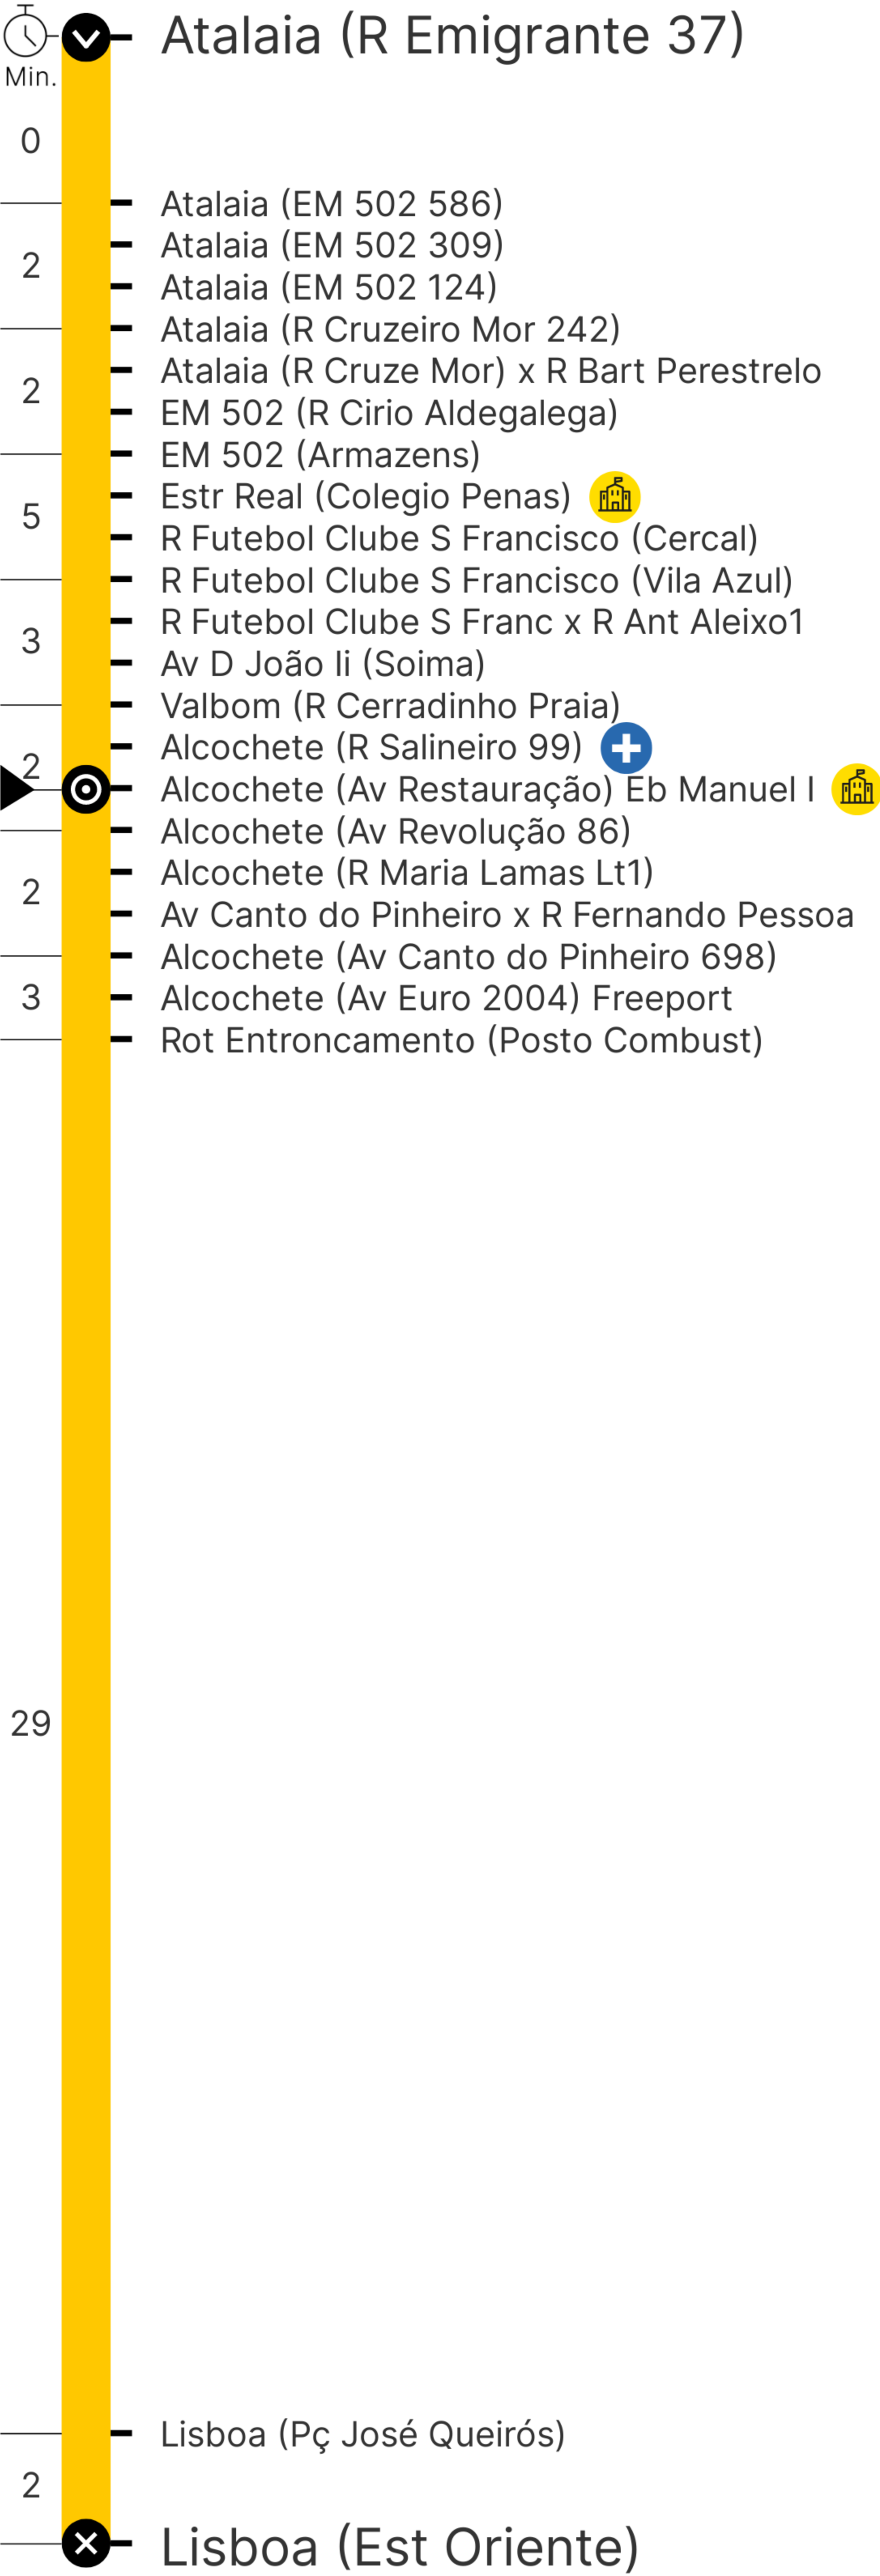 Atalaia (R Emigrante 37)
Min.
0
Atalaia (EM 502 586)
Atalaia (EM 502 309)
2
Atalaia (EM 502 124)
Atalaia (R Cruzeiro Mor 242)
Atalaia (R Cruze Mor) x R Bart Perestrelo
2
EM 502 (R Cirio Aldegalega)
EM 502 (Armazens)
Estr Real (Colegio Penas)
5
R Futebol Clube S Francisco (Cercal)
R Futebol Clube S Francisco (Vila Azul)
R Futebol Clube S Franc x R Ant Aleixo1
3
Av D João Ii (Soima)
Valbom (R Cerradinho Praia)
Alcochete (R Salineiro 99)
2
Alcochete (Av Restauração) Eb Manuel I
Alcochete (Av Revolução 86)
Alcochete (R Maria Lamas Lt1)
2
Av Canto do Pinheiro x R Fernando Pessoa
Alcochete (Av Canto do Pinheiro 698)
3
Alcochete (Av Euro 2004) Freeport
Rot Entroncamento (Posto Combust)
29
Lisboa (Pç José Queirós)
2
Lisboa (Est Oriente)